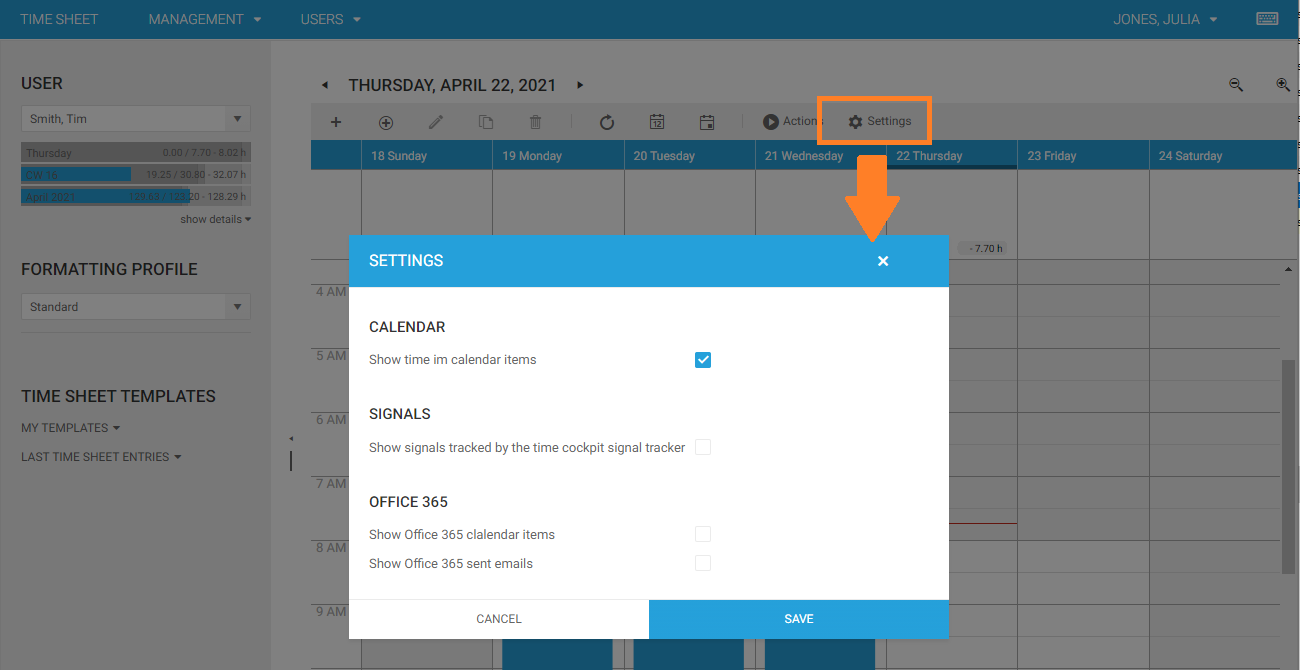 TIME SHEET MANAGEMENT USERS JONES, JULIA
USER
Smith, Tim
Thursday 0.00 / 7.70 - 8.02 h
CW 16 19.25 / 30.80 - 32.07 h
April 2021 129.65 / 123.20 - 128.29 h
show details
FORMATTING PROFILE
Standard
TIME SHEET TEMPLATES
MY TEMPLATES
LAST TIME SHEET ENTRIES
THURSDAY, APRIL 22, 2021
12 Actions Settings
18 Sunday 19 Monday 20 Tuesday 21 Wednesday 22 Thursday 23 Friday 24 Saturday
- 7.70 h
4 AM
5 AM
6 AM
7 AM
8 AM
9 AM
SETTINGS
CALENDAR
Show time im calendar items
SIGNALS
Show signals tracked by the time cockpit signal tracker
OFFICE 365
Show Office 365 clalendar items
Show Office 365 sent emails
CANCEL SAVE